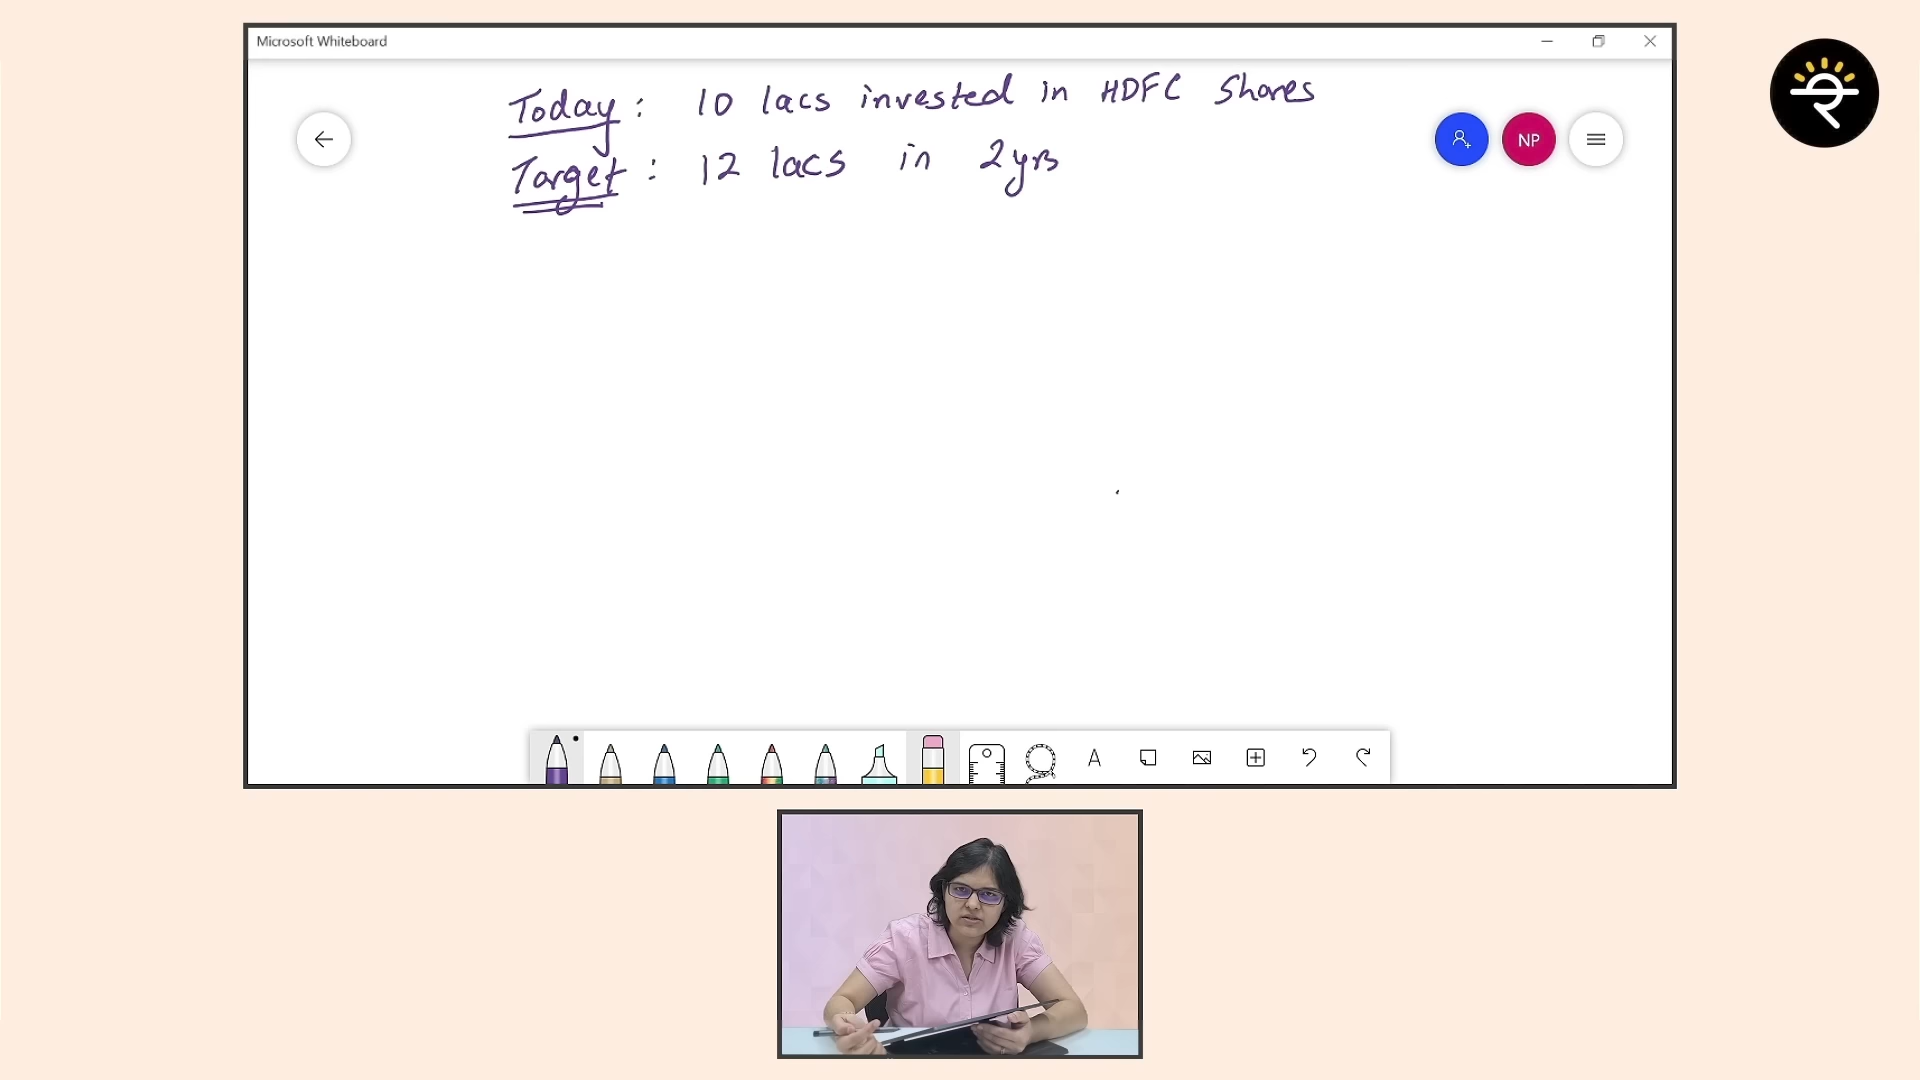 Microsoft Whiteboard
Today: 10 lacs invested in HDFC Shares
Target: 12 lacs in 2yrs
NP
A